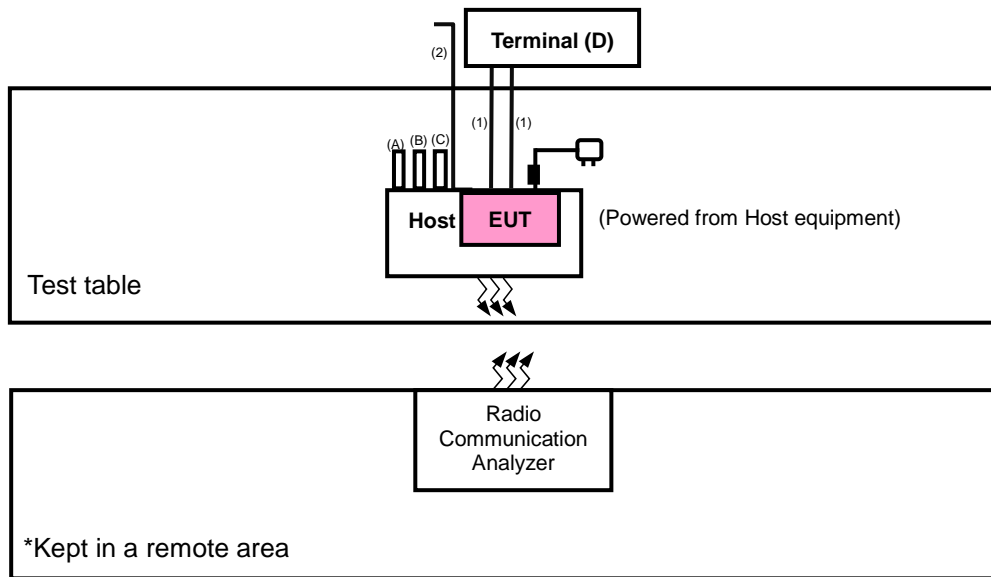 Terminal (D)
(2)
(1) (1)
(A) (B) (C)
Host EUT (Powered from Host equipment)
Test table
Radio
Communication
Analyzer
*Kept in a remote area